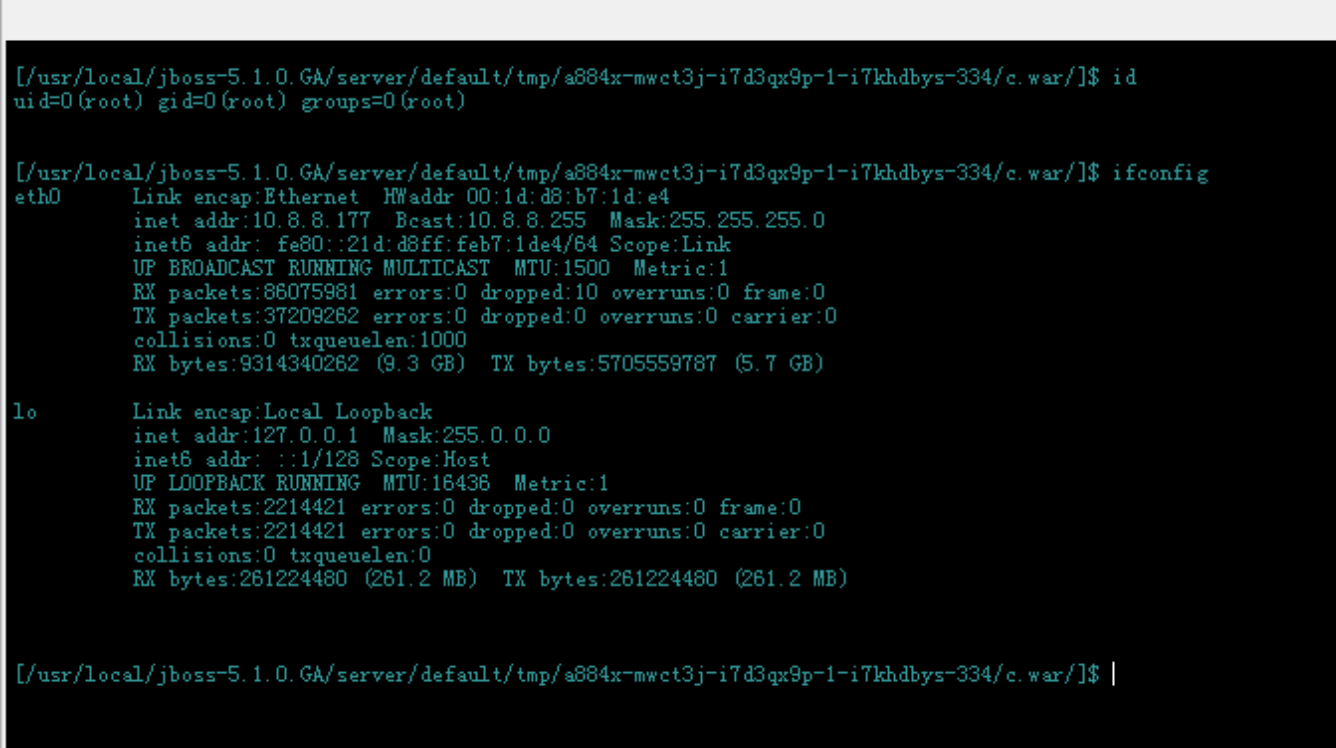 [/usr/local/jboss-5.1.0.GA/server/default/tmp/a884x-mwct3j-i7d3qx9p-1-i7khdbys-334/c.war/]$ id
uid=0(root) gid=0(root) groups=0(root)
[/usr/local/jboss-5.1.0.GA/server/default/tmp/a884x-mwct3j-i7d3qx9p-1-i7khdbys-334/c.war/]$ ifconfig
eth0 Link encap:Ethernet HWaddr 00:1d:d8:b7:1d:e4
inet addr:10.8.8.177 Bcast:10.8.8.255 Mask:255.255.255.0
inet6 addr: fe80::21d:d8ff:feb7:1de4/64 Scope:Link
UP BROADCAST RUNNING MULTICAST MTU:1500 Metric:1
RX packets:86075981 errors:0 dropped:10 overruns:0 frame:0
TX packets:37209262 errors:0 dropped:0 overruns:0 carrier:0
collisions:0 txqueuelen:1000
RX bytes:9314340262 (9.3 GB) TX bytes:5705559787 (5.7 GB)
lo Link encap:Local Loopback
inet addr:127.0.0.1 Mask:255.0.0.0
inet6 addr: ::1/128 Scope:Host
UP LOOPBACK RUNNING MTU:16436 Metric:1
RX packets:2214421 errors:0 dropped:0 overruns:0 frame:0
TX packets:2214421 errors:0 dropped:0 overruns:0 carrier:0
collisions:0 txqueuelen:0
RX bytes:261224480 (261.2 MB) TX bytes:261224480 (261.2 MB)
[/usr/local/jboss-5.1.0.GA/server/default/tmp/a884x-mwct3j-i7d3qx9p-1-i7khdbys-334/c.war/]$